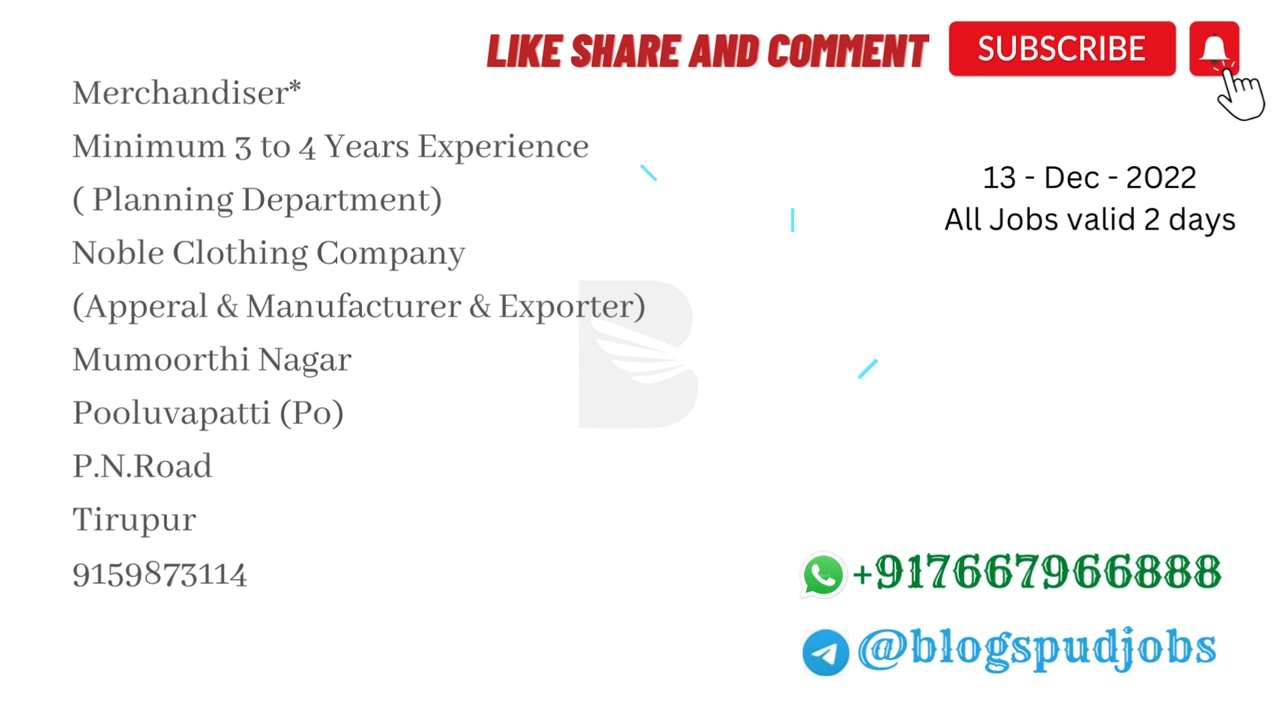 LIKE SHARE AND COMMENT
SUBSCRIBE
Merchandiser*
Minimum 3 to 4 Years Experience
( Planning Department)
Noble Clothing Company
(Apperal & Manufacturer & Exporter)
Mumoorthi Nagar
Pooluvapatti (Po)
P.N.Road
Tirupur
9159873114
13 - Dec - 2022
All Jobs valid 2 days
+917667966888
@blogspudjobs